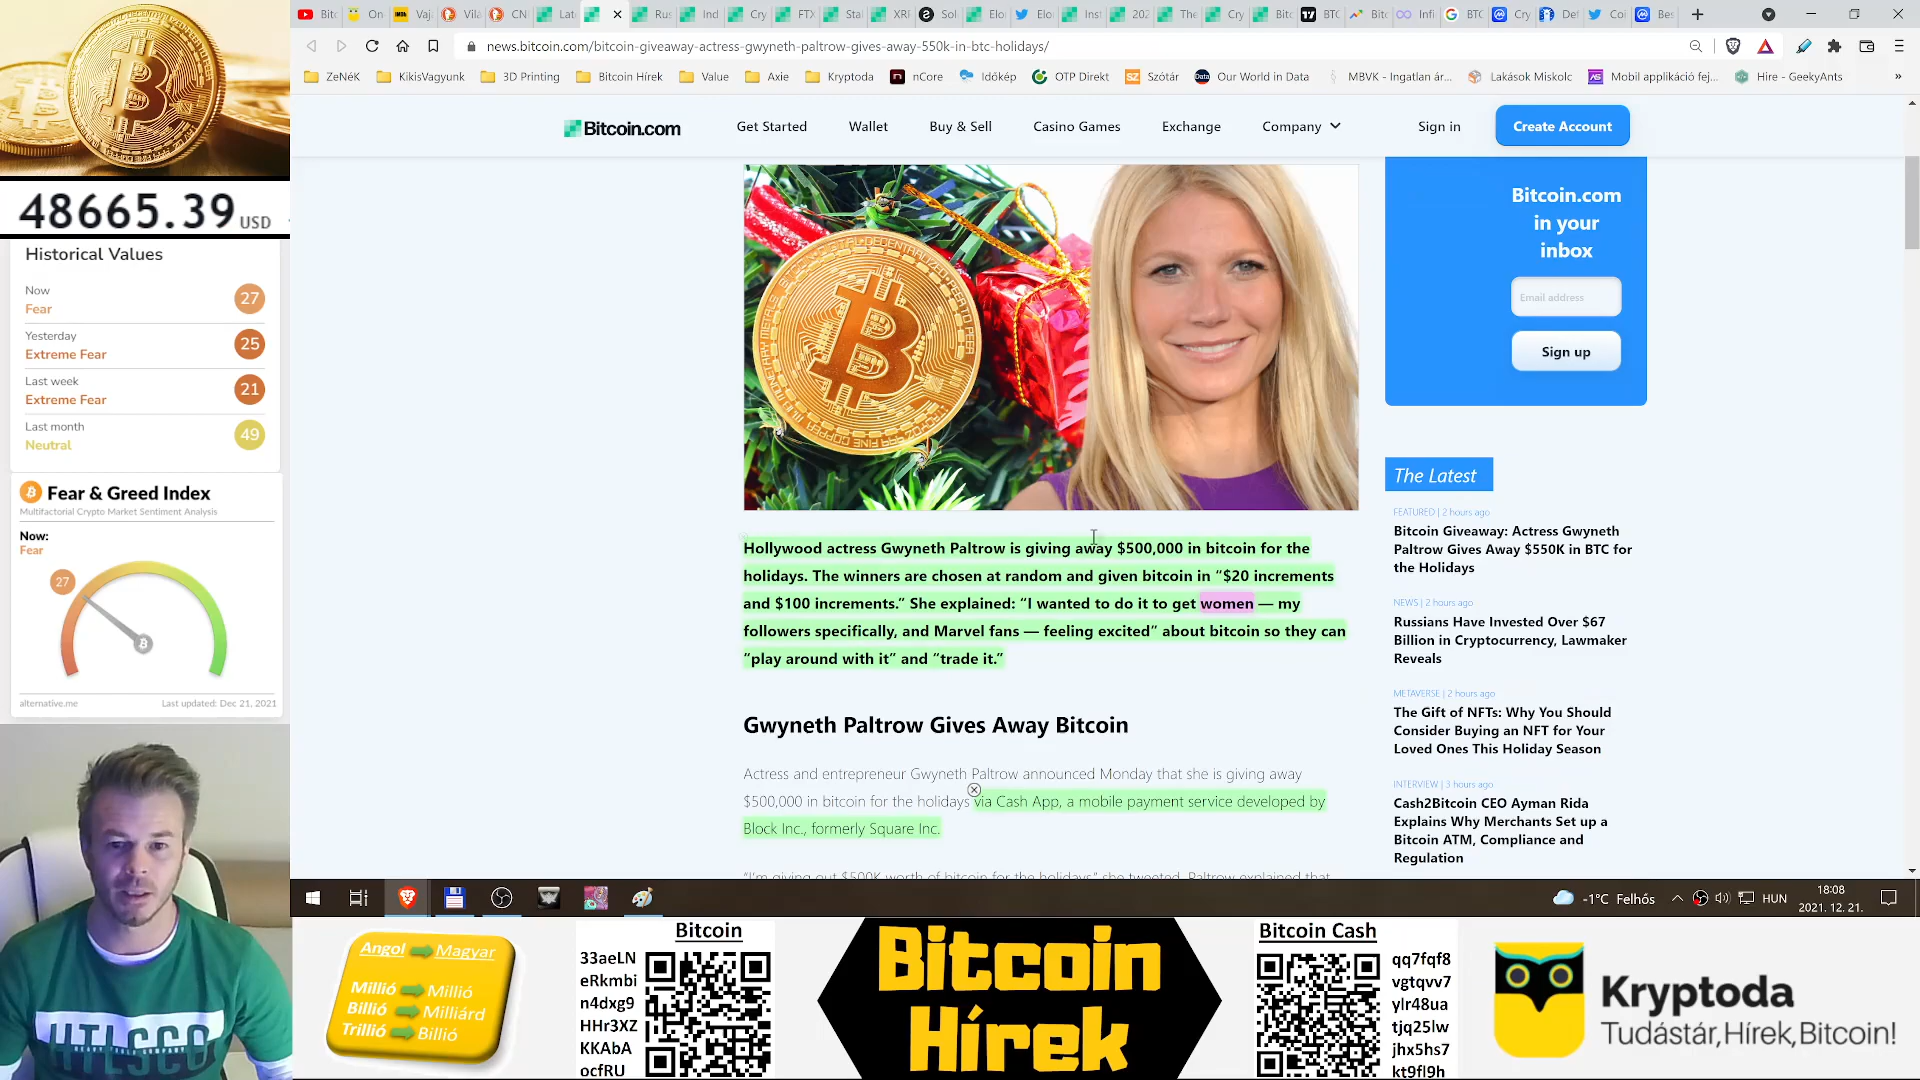 48665.39 USD
Historical Values
Now
Fear
27
Yesterday
Extreme Fear
25
Last week
Extreme Fear
21
Last month
Neutral
49
Fear & Greed Index
Multifactorial Crypto Market Sentiment Analysis
Now:
Fear
27
alternative.me
Last updated: Dec 21, 2021
news.bitcoin.com/bitcoin-giveaway-actress-gwyneth-paltrow-gives-away-550k-in-btc-holidays/
ZeNéK
KikisVagyunk
3D Printing
Bitcoin Hírek
Value
Axie
Kryptoda
nCore
Időkép
OTP Direkt
Szótár
Our World in Data
MBVK - Ingatlan ár...
Lakások Miskolc
Mobil applikáció fej...
Hire - GeekyAnts
Bitcoin.com
Get Started
Wallet
Buy & Sell
Casino Games
Exchange
Company
Sign in
Create Account
Hollywood actress Gwyneth Paltrow is giving away $500,000 in bitcoin for the
holidays. The winners are chosen at random and given bitcoin in “$20 increments
and $100 increments.” She explained: “I wanted to do it to get women — my
followers specifically, and Marvel fans — feeling excited” about bitcoin so they can
“play around with it” and “trade it.”
Gwyneth Paltrow Gives Away Bitcoin
Actress and entrepreneur Gwyneth Paltrow announced Monday that she is giving away
$500,000 in bitcoin for the holidays via Cash App, a mobile payment service developed by
Block Inc., formerly Square Inc.
“I’m giving out $500K worth of bitcoin for the holidays,” she tweeted. Paltrow explained that
Bitcoin.com
in your
inbox
Email address
Sign up
The Latest
FEATURED | 2 hours ago
Bitcoin Giveaway: Actress Gwyneth
Paltrow Gives Away $550K in BTC for
the Holidays
NEWS | 2 hours ago
Russians Have Invested Over $67
Billion in Cryptocurrency, Lawmaker
Reveals
METAVERSE | 2 hours ago
The Gift of NFTs: Why You Should
Consider Buying an NFT for Your
Loved Ones This Holiday Season
INTERVIEW | 3 hours ago
Cash2Bitcoin CEO Ayman Rida
Explains Why Merchants Set up a
Bitcoin ATM, Compliance and
Regulation
-1°C Felhős
HUN
18:08
2021. 12. 21.
Angol Magyar
Millió Millió
Billió Milliárd
Trillió Billió
Bitcoin
33aeLN
eRkmbi
n4dxg9
HHr3XZ
KKAbA
ocfRU
Bitcoin
Hírek
Bitcoin Cash
qq7fqf8
vgtqvv7
ylr48ua
tjq25lw
jhx5hs7
kt9fl9h
Kryptoda
Tudástár,Hírek,Bitcoin!